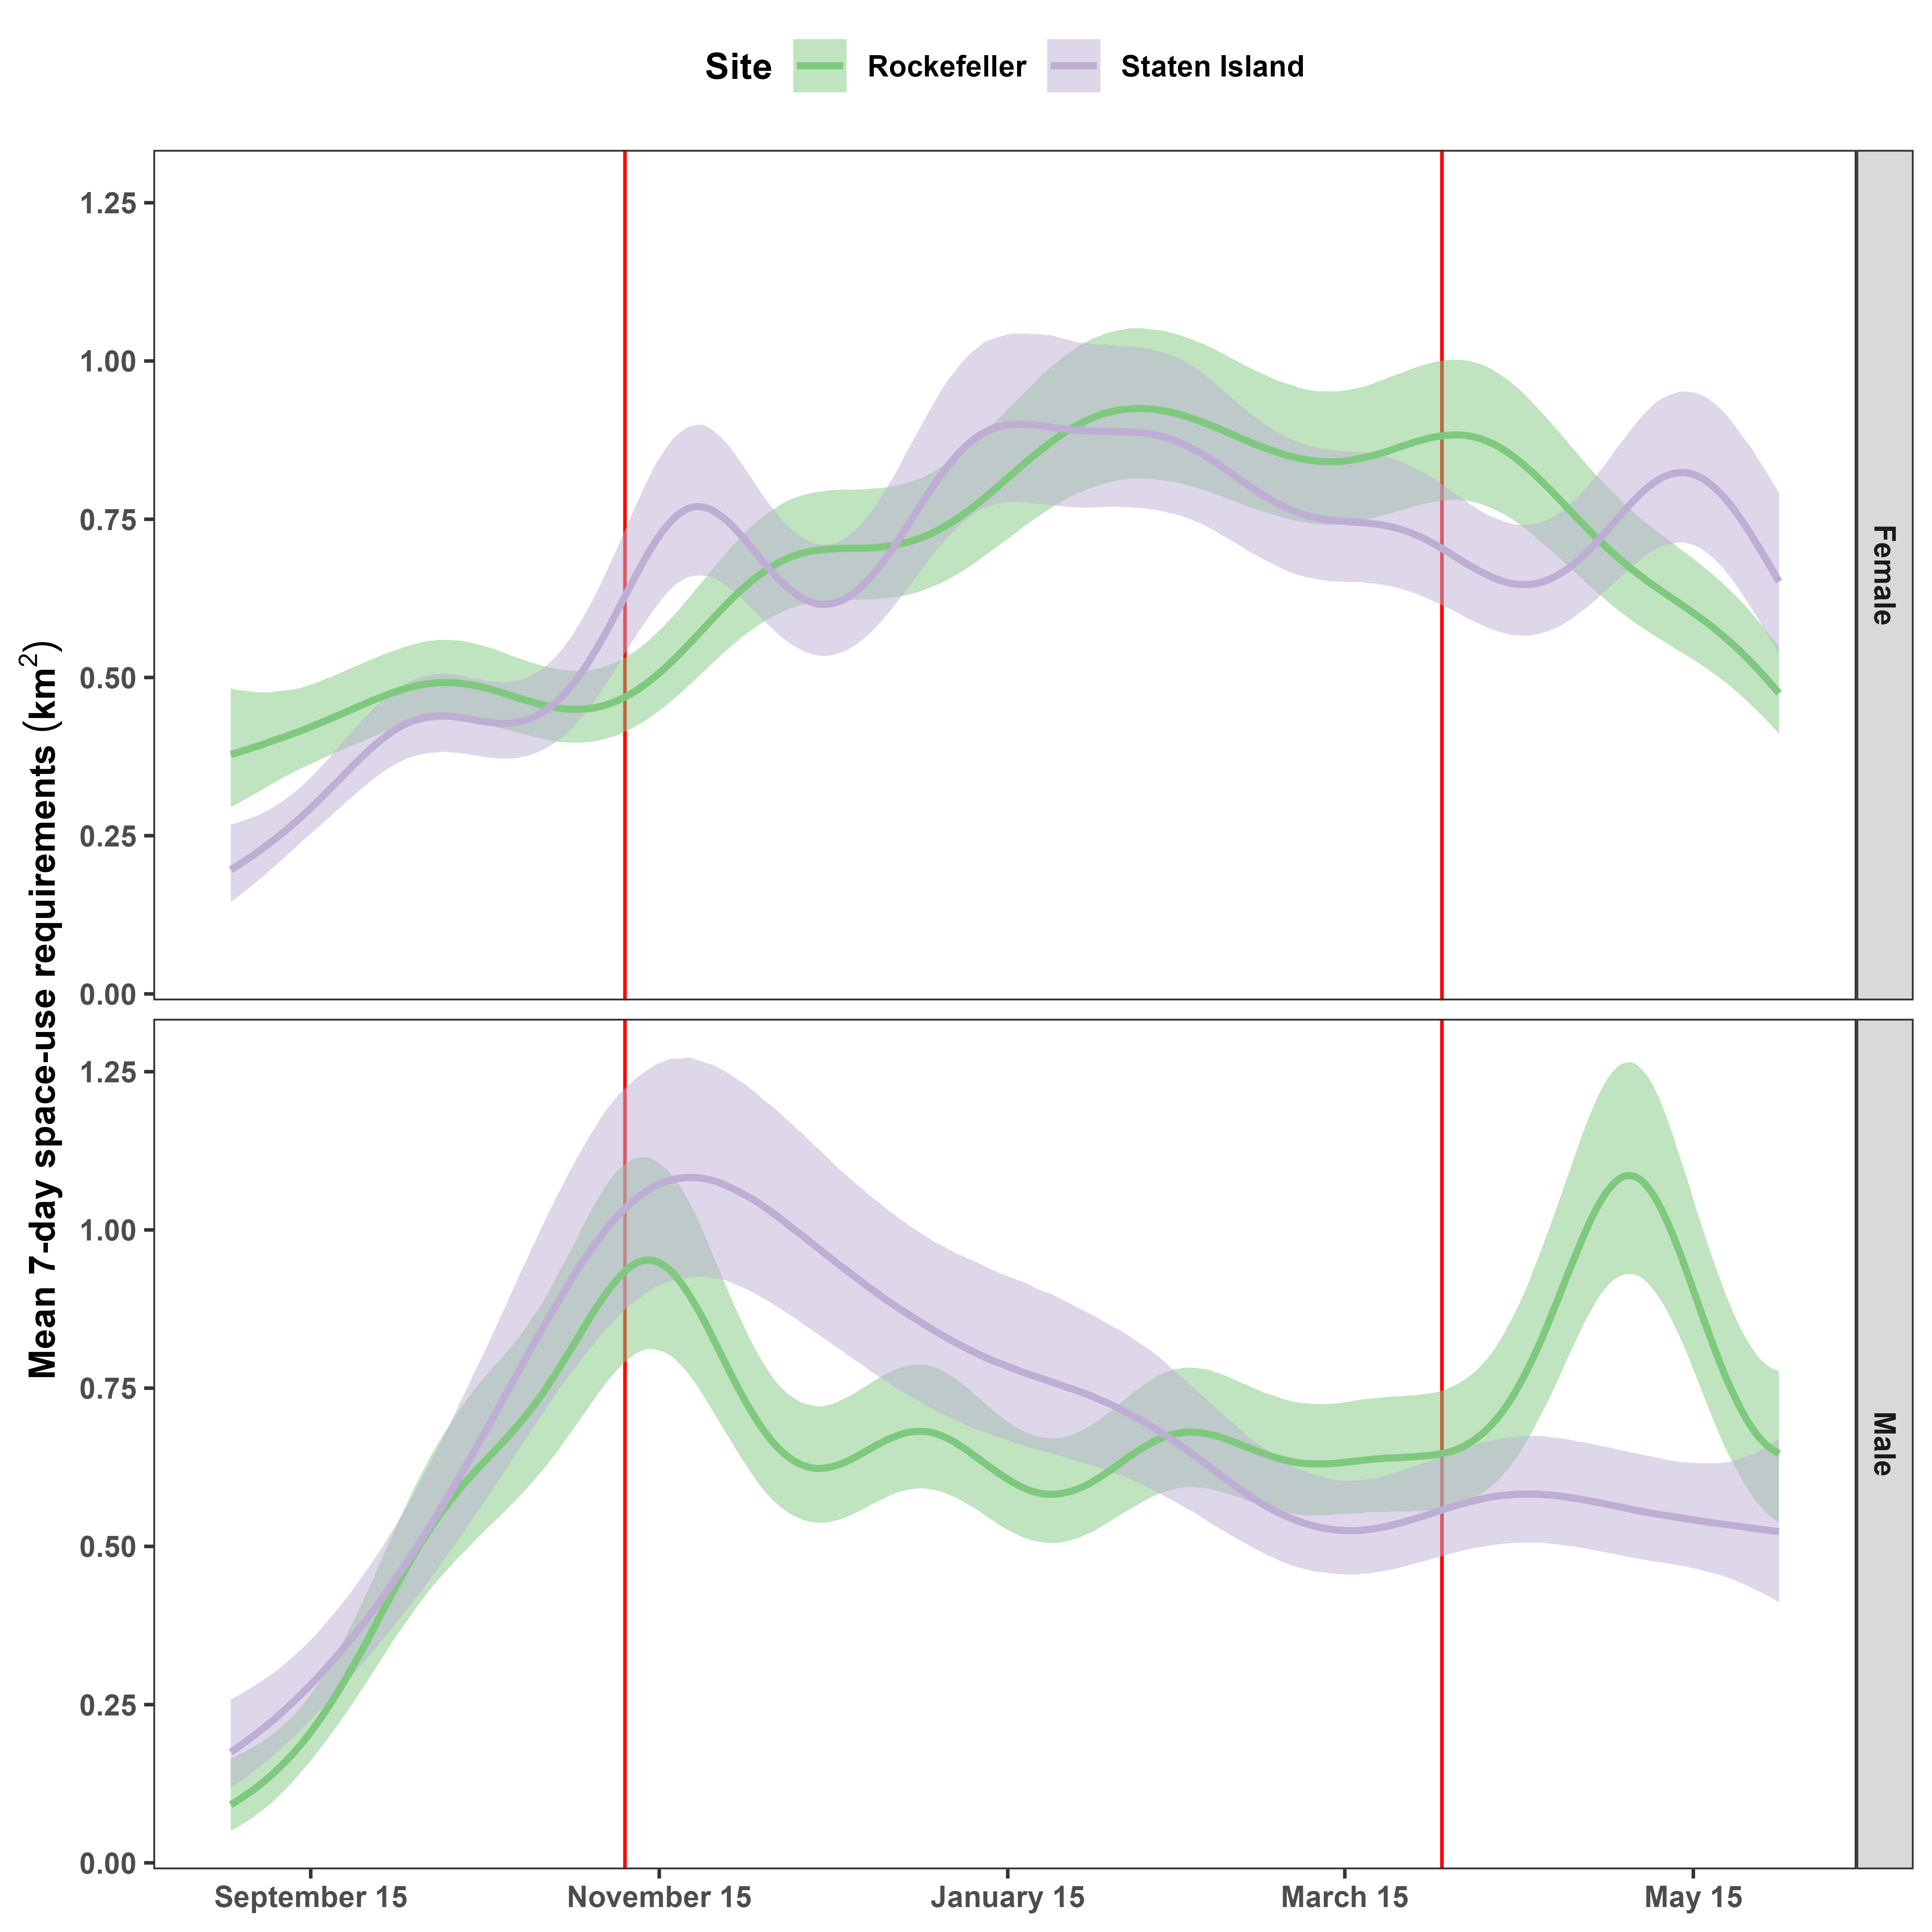 Site Rockefeller Staten Island
Mean 7-day space-use requirements (km²)
1.25
1.00
0.75
0.50
0.25
0.00
Female
1.25
1.00
0.75
0.50
0.25
0.00
Male
September 15 November 15 January 15 March 15 May 15